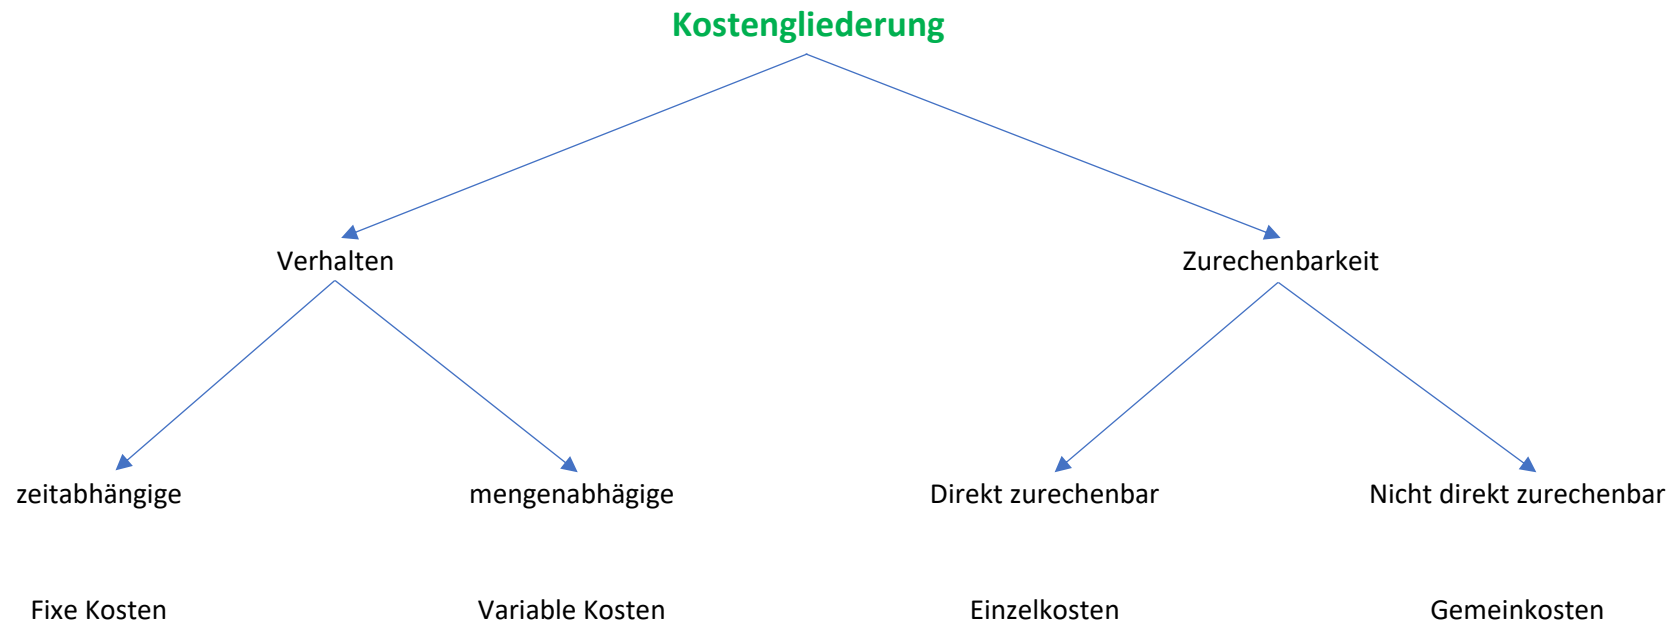 Kostengliederung
Verhalten Zurechenbarkeit
zeitabhängige mengenabhägige Direkt zurechenbar Nicht direkt zurechenbar
Fixe Kosten Variable Kosten Einzelkosten Gemeinkosten